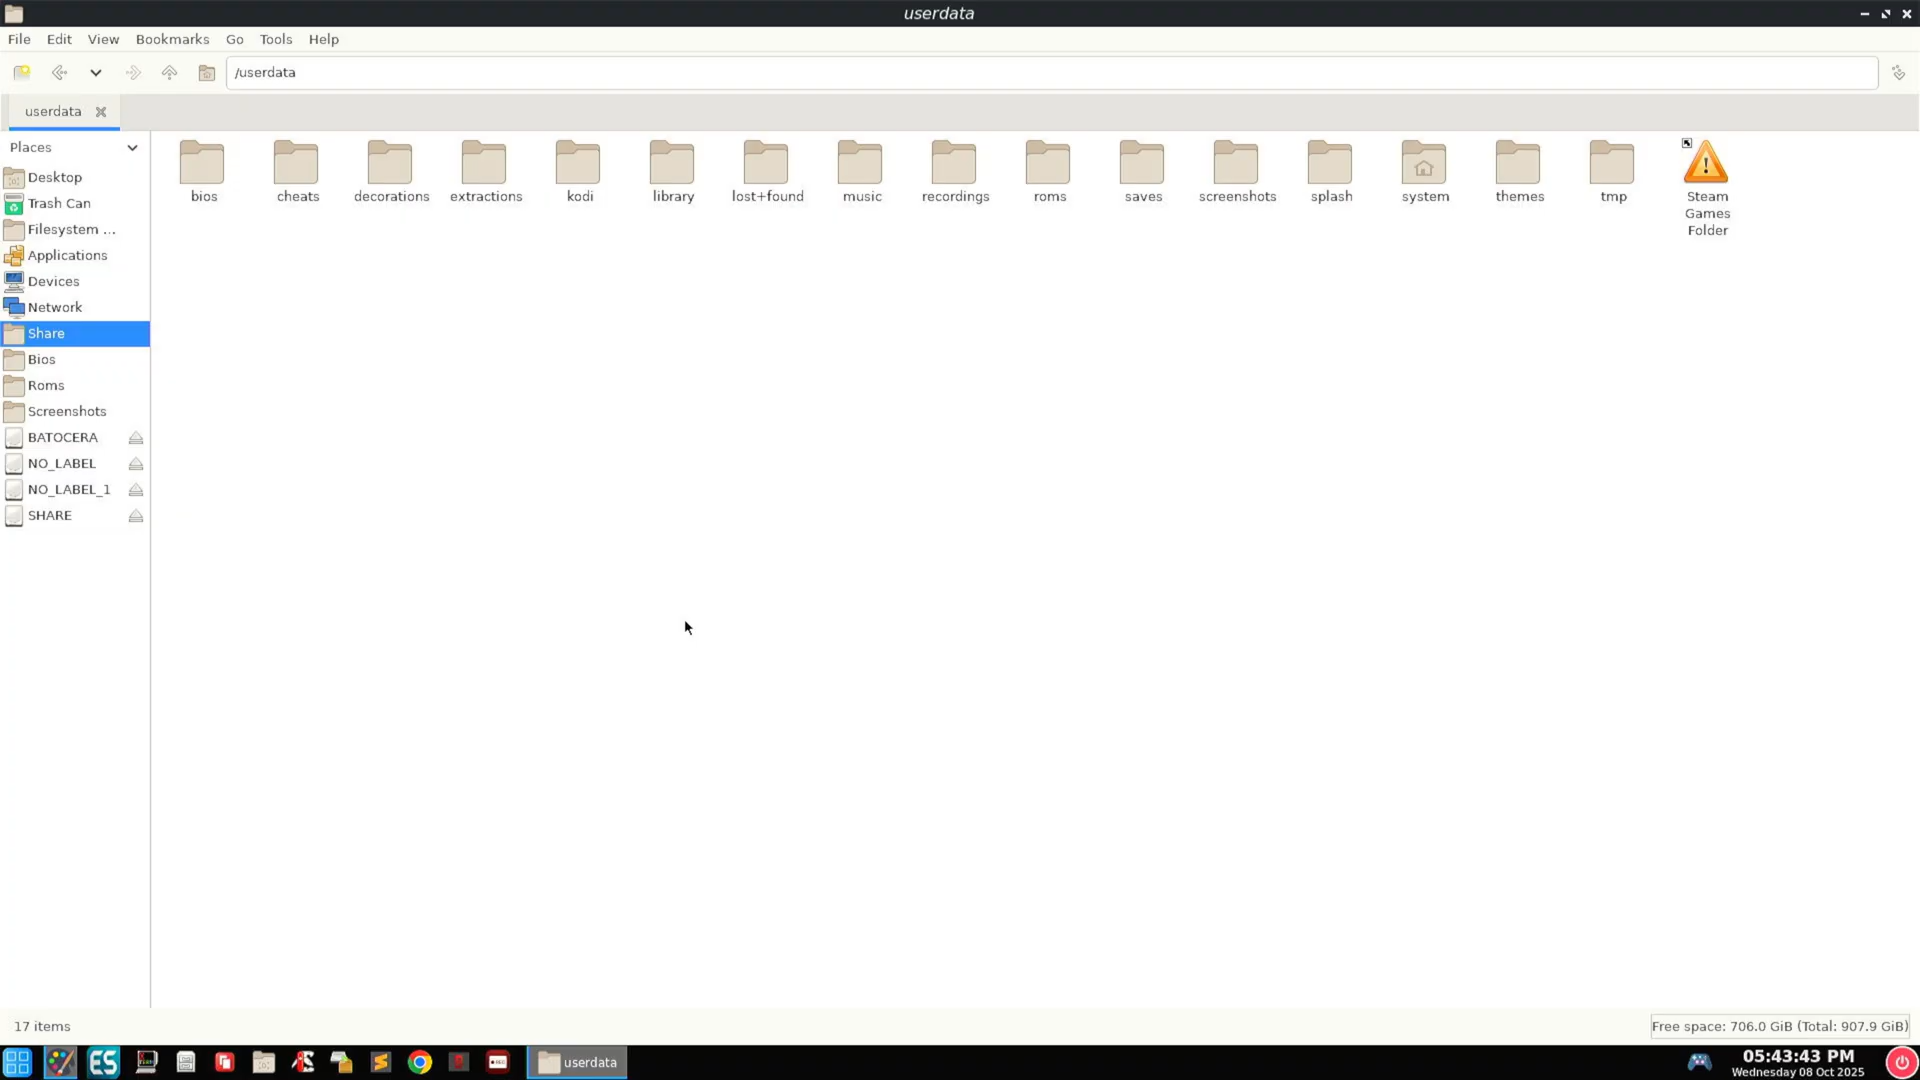 userdata
File Edit View Bookmarks Go Tools Help
/userdata
userdata
Places
Desktop
Trash Can
Filesystem ...
Applications
Devices
Network
Share
Bios
Roms
Screenshots
BATOCERA
NO_LABEL
NO_LABEL_1
SHARE
bios cheats decorations extractions kodi library lost+found music recordings roms saves screenshots splash system themes tmp Steam
Games
Folder
17 items
Free space: 706.0 GiB (Total: 907.9 GiB)
ES
userdata
05:43:43 PM
Wednesday 08 Oct 2025